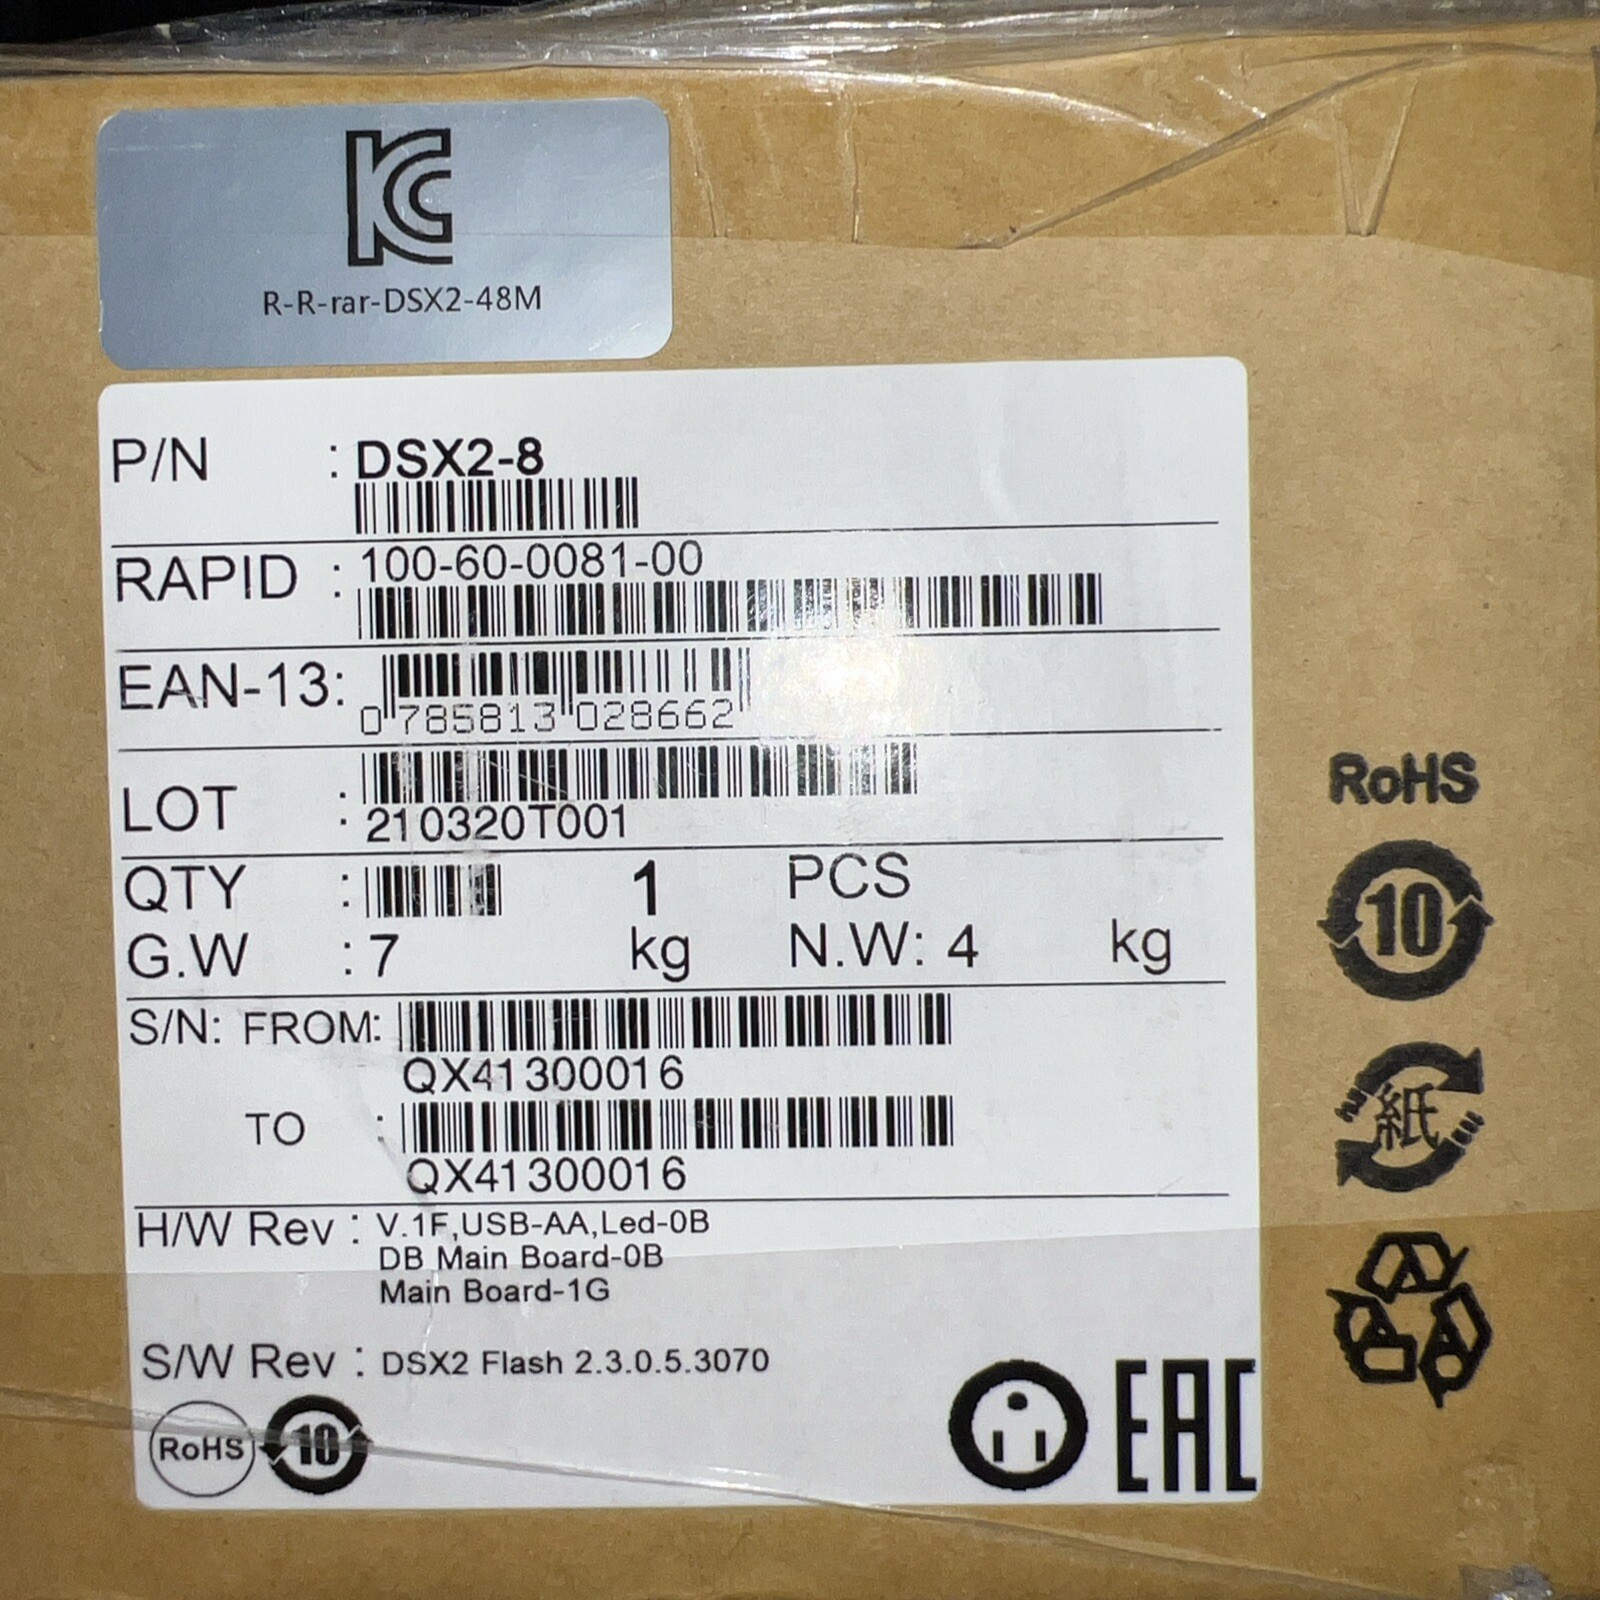 KC
R-R-rar-DSX2-48M
P/N : DSX2-8
RAPID : 100-60-0081-00
EAN-13: 0 785813 028662
LOT : 210320T001
QTY : 1 PCS
G.W : 7 kg N.W: 4 kg
S/N: FROM: QX41300016
TO : QX41300016
H/W Rev : V.1F,USB-AA,Led-0B
DB Main Board-0B
Main Board-1G
S/W Rev : DSX2 Flash 2.3.0.5.3070
RoHS 10 EAC
RoHS
10
紙